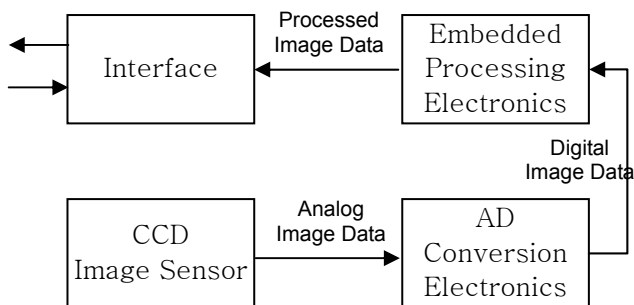 Processed
Image Data
Interface
Embedded
Processing
Electronics
Digital
Image Data
CCD
Image Sensor
Analog
Image Data
AD
Conversion
Electronics